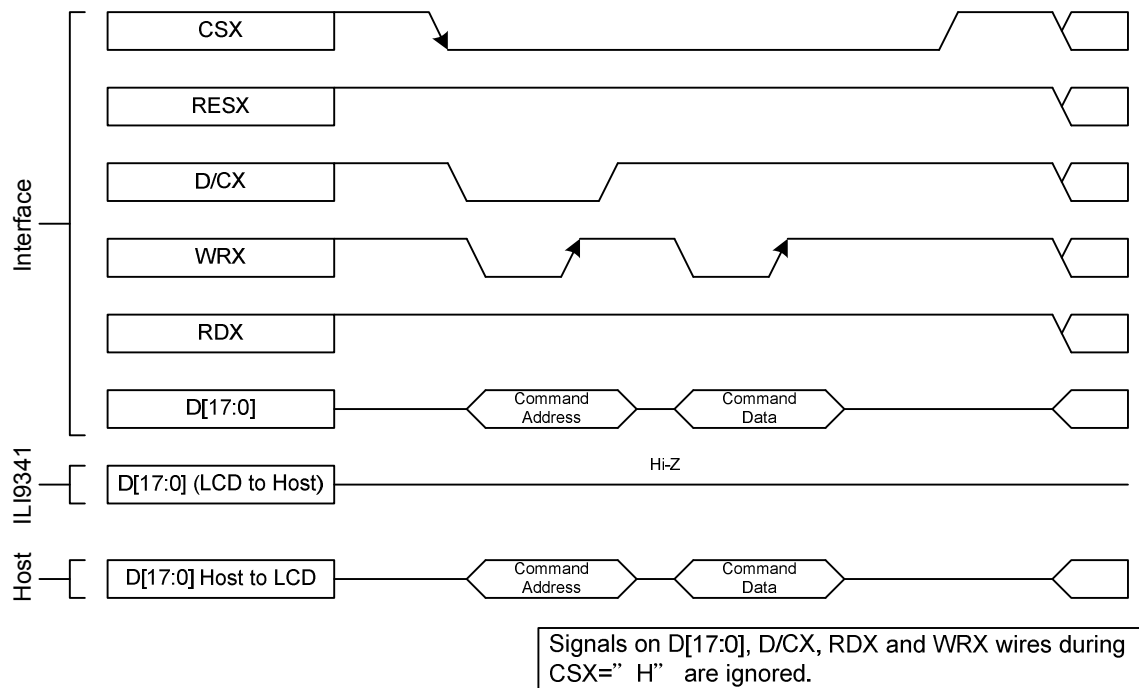 Interface
CSX
RESX
D/CX
WRX
RDX
D[17:0]
Command
Address
Command
Data
ILI9341
D[17:0] (LCD to Host)
Hi-Z
Host
D[17:0] Host to LCD
Command
Address
Command
Data
Signals on D[17:0], D/CX, RDX and WRX wires during
CSX=” H” are ignored.